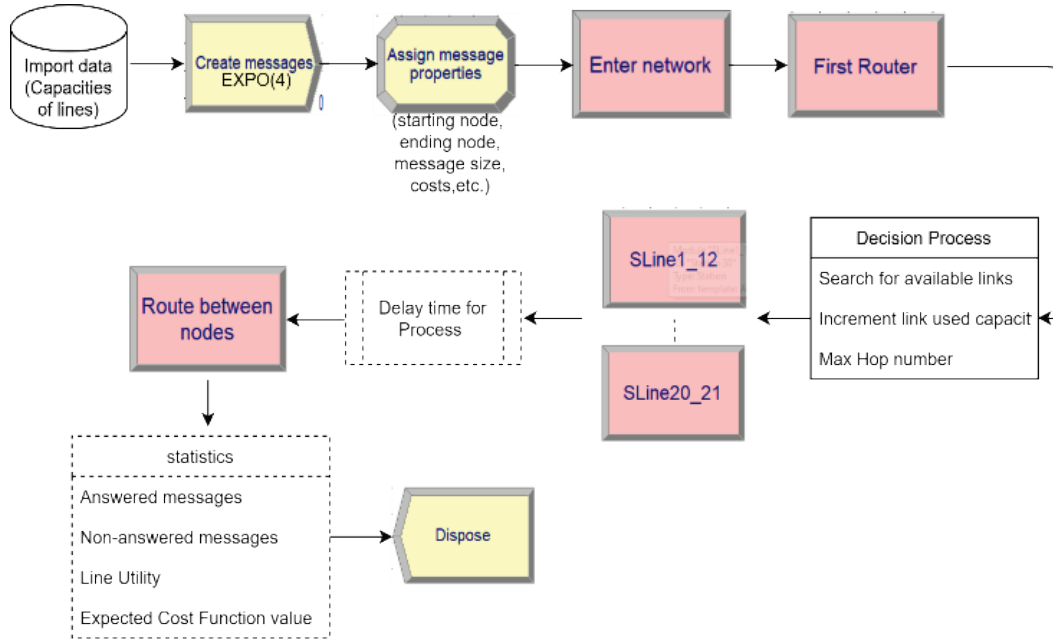 Import data
(Capacities
of lines)
Create messages
EXPO(4)
0
Assign message
properties
(starting node,
ending node,
message size,
costs,etc.)
Enter network
First Router
Decision Process
Search for available links
Increment link used capacit
Max Hop number
SLine1_12
SLine20_21
Delay time for
Process
Route between
nodes
statistics
Answered messages
Non-answered messages
Line Utility
Expected Cost Function value
Dispose